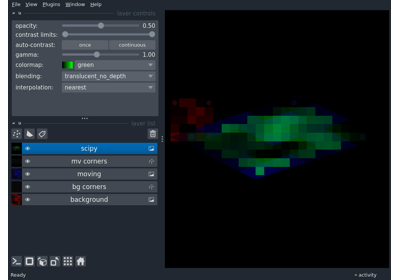 File View Plugins Window Help
layer controls
opacity: 0.50
contrast limits:
auto-contrast: once continuous
gamma: 1.00
colormap: green
blending: translucent_no_depth
interpolation: nearest
layer list
scipy
mv corners
moving
bg corners
background
Ready
activity